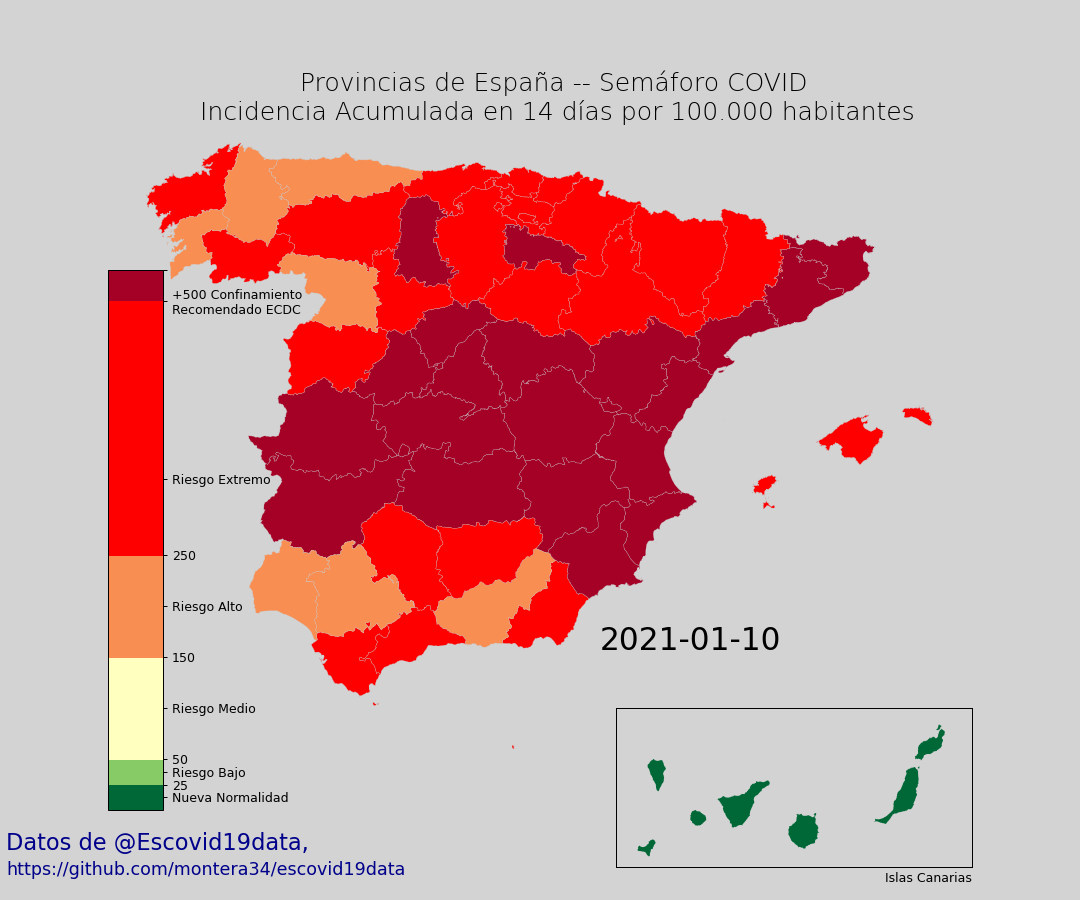 Provincias de España -- Semáforo COVID
Incidencia Acumulada en 14 días por 100.000 habitantes
+500 Confinamiento
Recomendado ECDC
Riesgo Extremo
250
Riesgo Alto
150
Riesgo Medio
50
Riesgo Bajo
25
Nueva Normalidad
2021-01-10
Islas Canarias
Datos de @Escovid19data,
https://github.com/montera34/escovid19data